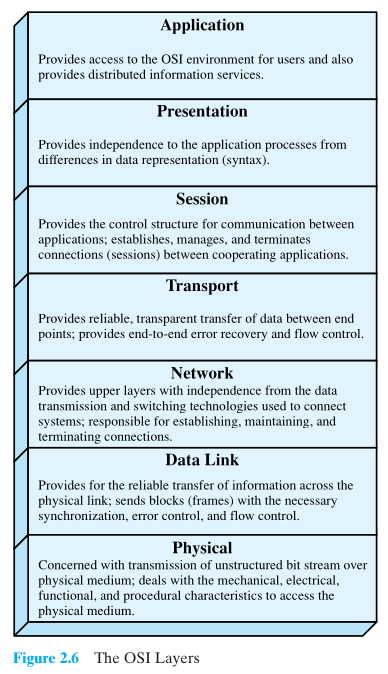 Application
Provides access to the OSI environment for users and also
provides distributed information services.
Presentation
Provides independence to the application processes from
differences in data representation (syntax).
Session
Provides the control structure for communication between
applications; establishes, manages, and terminates
connections (sessions) between cooperating applications.
Transport
Provides reliable, transparent transfer of data between end
points; provides end-to-end error recovery and flow control.
Network
Provides upper layers with independence from the data
transmission and switching technologies used to connect
systems; responsible for establishing, maintaining, and
terminating connections.
Data Link
Provides for the reliable transfer of information across the
physical link; sends blocks (frames) with the necessary
synchronization, error control, and flow control.
Physical
Concerned with transmission of unstructured bit stream over
physical medium; deals with the mechanical, electrical,
functional, and procedural characteristics to access the
physical medium.
Figure 2.6 The OSI Layers